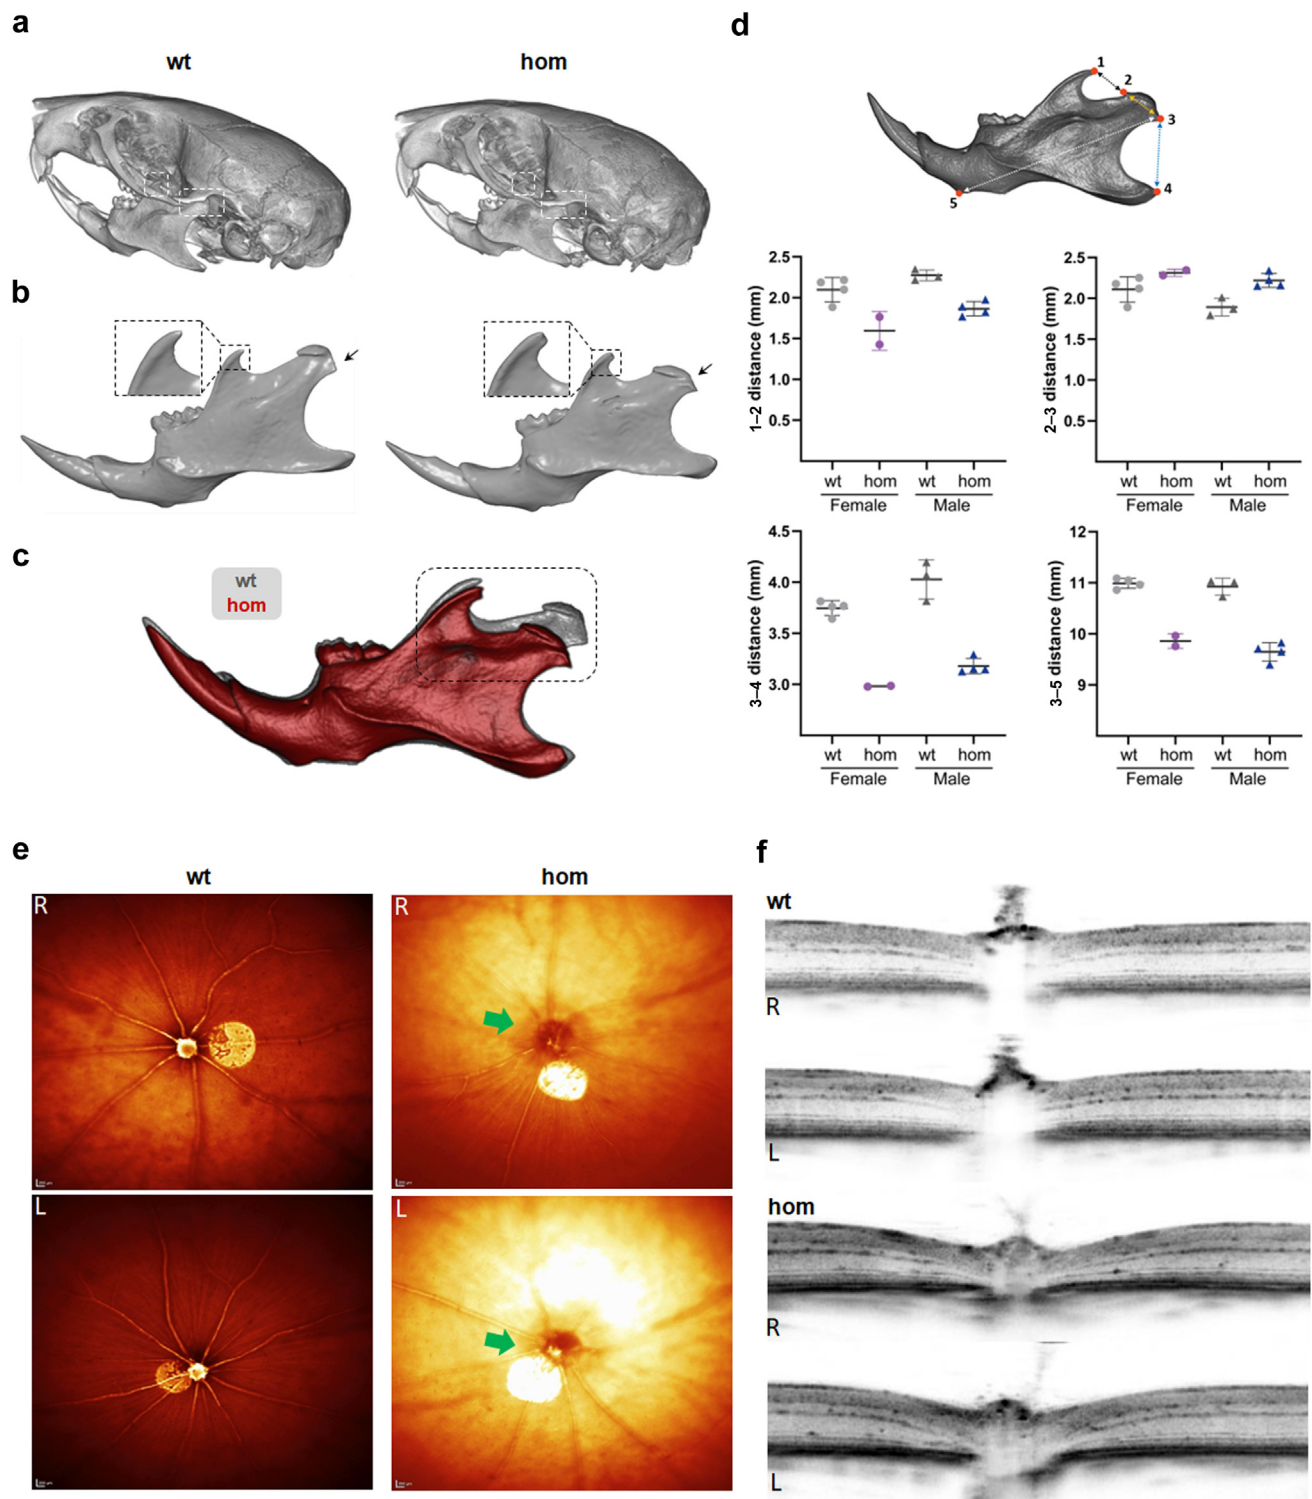 a
wt
hom
b
c
wt
hom
d
1
2
3
4
5
1–2 distance (mm)
2.5
2.0
1.5
1.0
0.5
wt
hom
wt
hom
Female
Male
2–3 distance (mm)
2.5
2.0
1.5
1.0
0.5
wt
hom
wt
hom
Female
Male
3–4 distance (mm)
4.5
4.0
3.5
3.0
wt
hom
wt
hom
Female
Male
3–5 distance (mm)
12
11
10
9
wt
hom
wt
hom
Female
Male
e
wt
hom
R
R
L
L
f
wt
R
L
hom
R
L